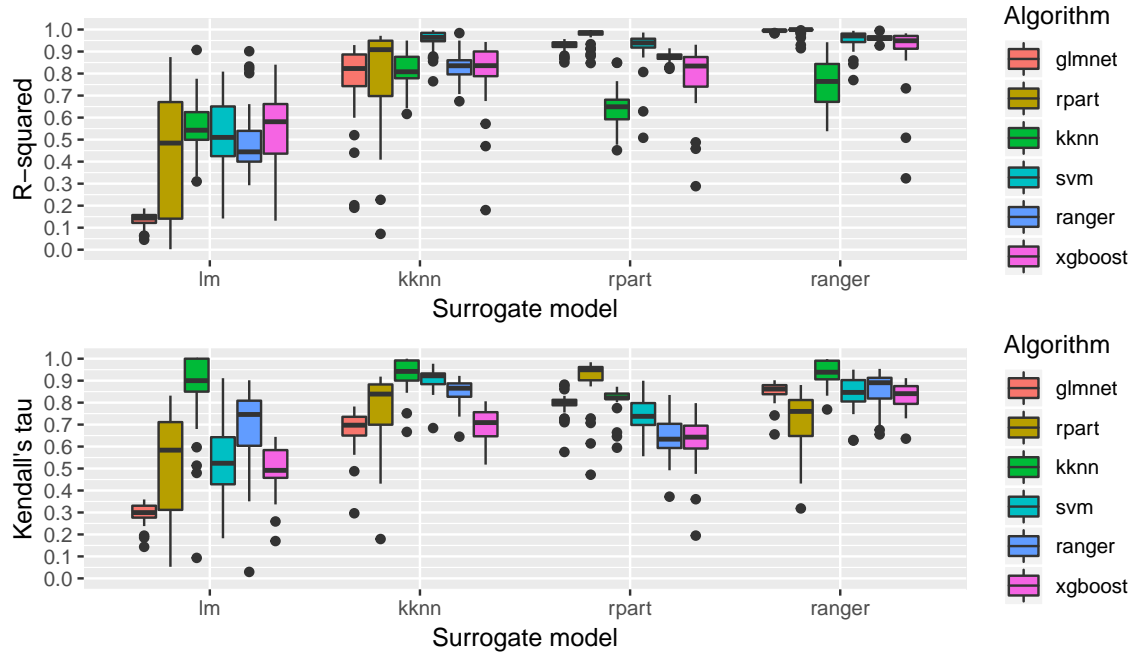 R−squared
1.0
0.9
0.8
0.7
0.6
0.5
0.4
0.3
0.2
0.1
0.0
lm kknn rpart ranger
Surrogate model
Algorithm
glmnet
rpart
kknn
svm
ranger
xgboost
Kendall's tau
1.0
0.9
0.8
0.7
0.6
0.5
0.4
0.3
0.2
0.1
0.0
lm kknn rpart ranger
Surrogate model
Algorithm
glmnet
rpart
kknn
svm
ranger
xgboost